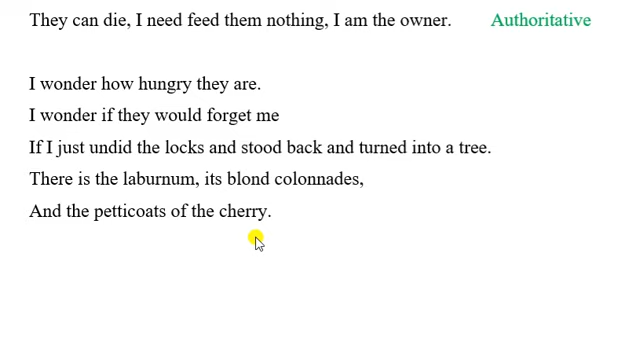 They can die, I need feed them nothing, I am the owner. Authoritative
I wonder how hungry they are.
I wonder if they would forget me
If I just undid the locks and stood back and turned into a tree.
There is the laburnum, its blond colonnades,
And the petticoats of the cherry.